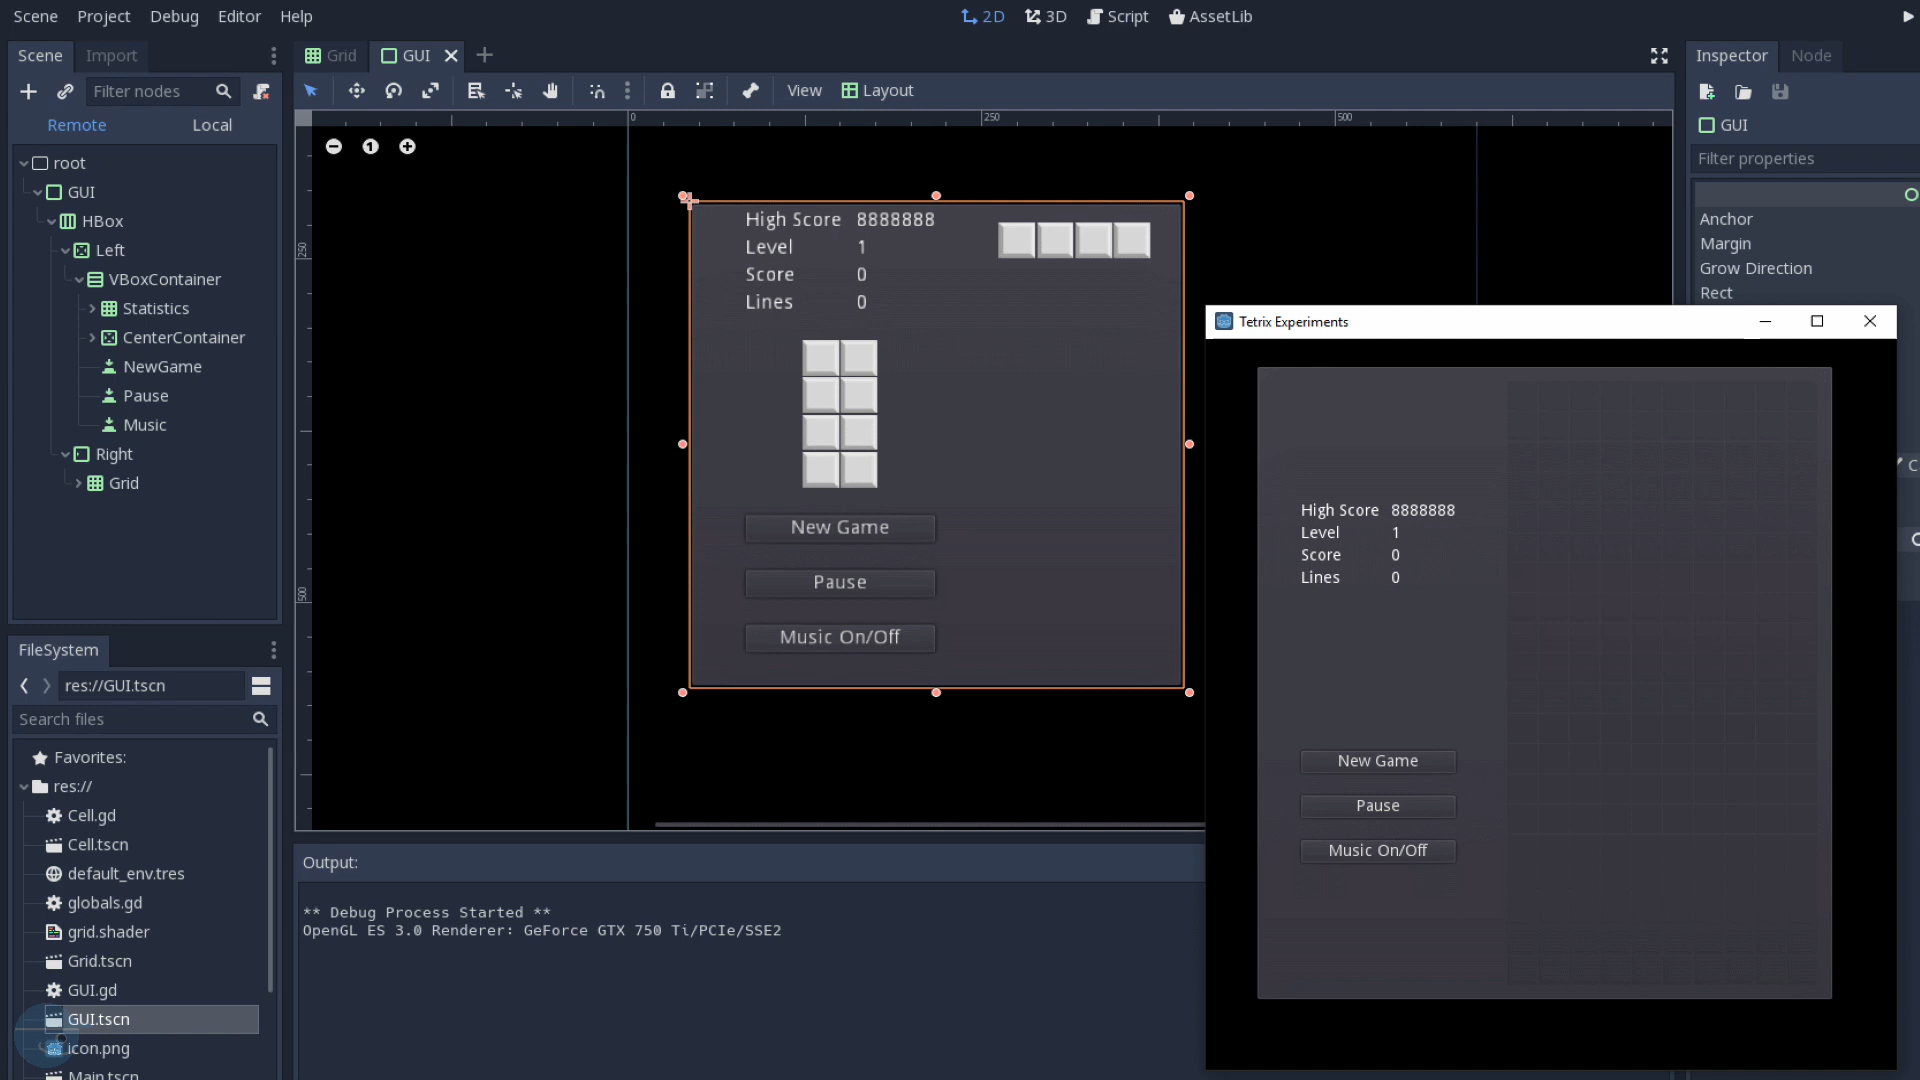 Scene Project Debug Editor Help
2D 3D Script AssetLib
Scene Import
Grid GUI
Inspector Node
Filter nodes
View Layout
Remote Local
0 250 500
GUI
Filter properties
root
GUI
HBox
Left
VBoxContainer
Statistics
CenterContainer
NewGame
Pause
Music
Right
Grid
1
250
500
High Score 8888888
Level 1
Score 0
Lines 0
New Game
Pause
Music On/Off
Anchor
Margin
Grow Direction
Rect
C
Tetrix Experiments
High Score 8888888
Level 1
Score 0
Lines 0
New Game
Pause
Music On/Off
FileSystem
res://GUI.tscn
Search files
Favorites:
res://
Cell.gd
Cell.tscn
default_env.tres
globals.gd
grid.shader
Grid.tscn
GUI.gd
GUI.tscn
icon.png
Main.tscn
Output:
** Debug Process Started **
OpenGL ES 3.0 Renderer: GeForce GTX 750 Ti/PCIe/SSE2